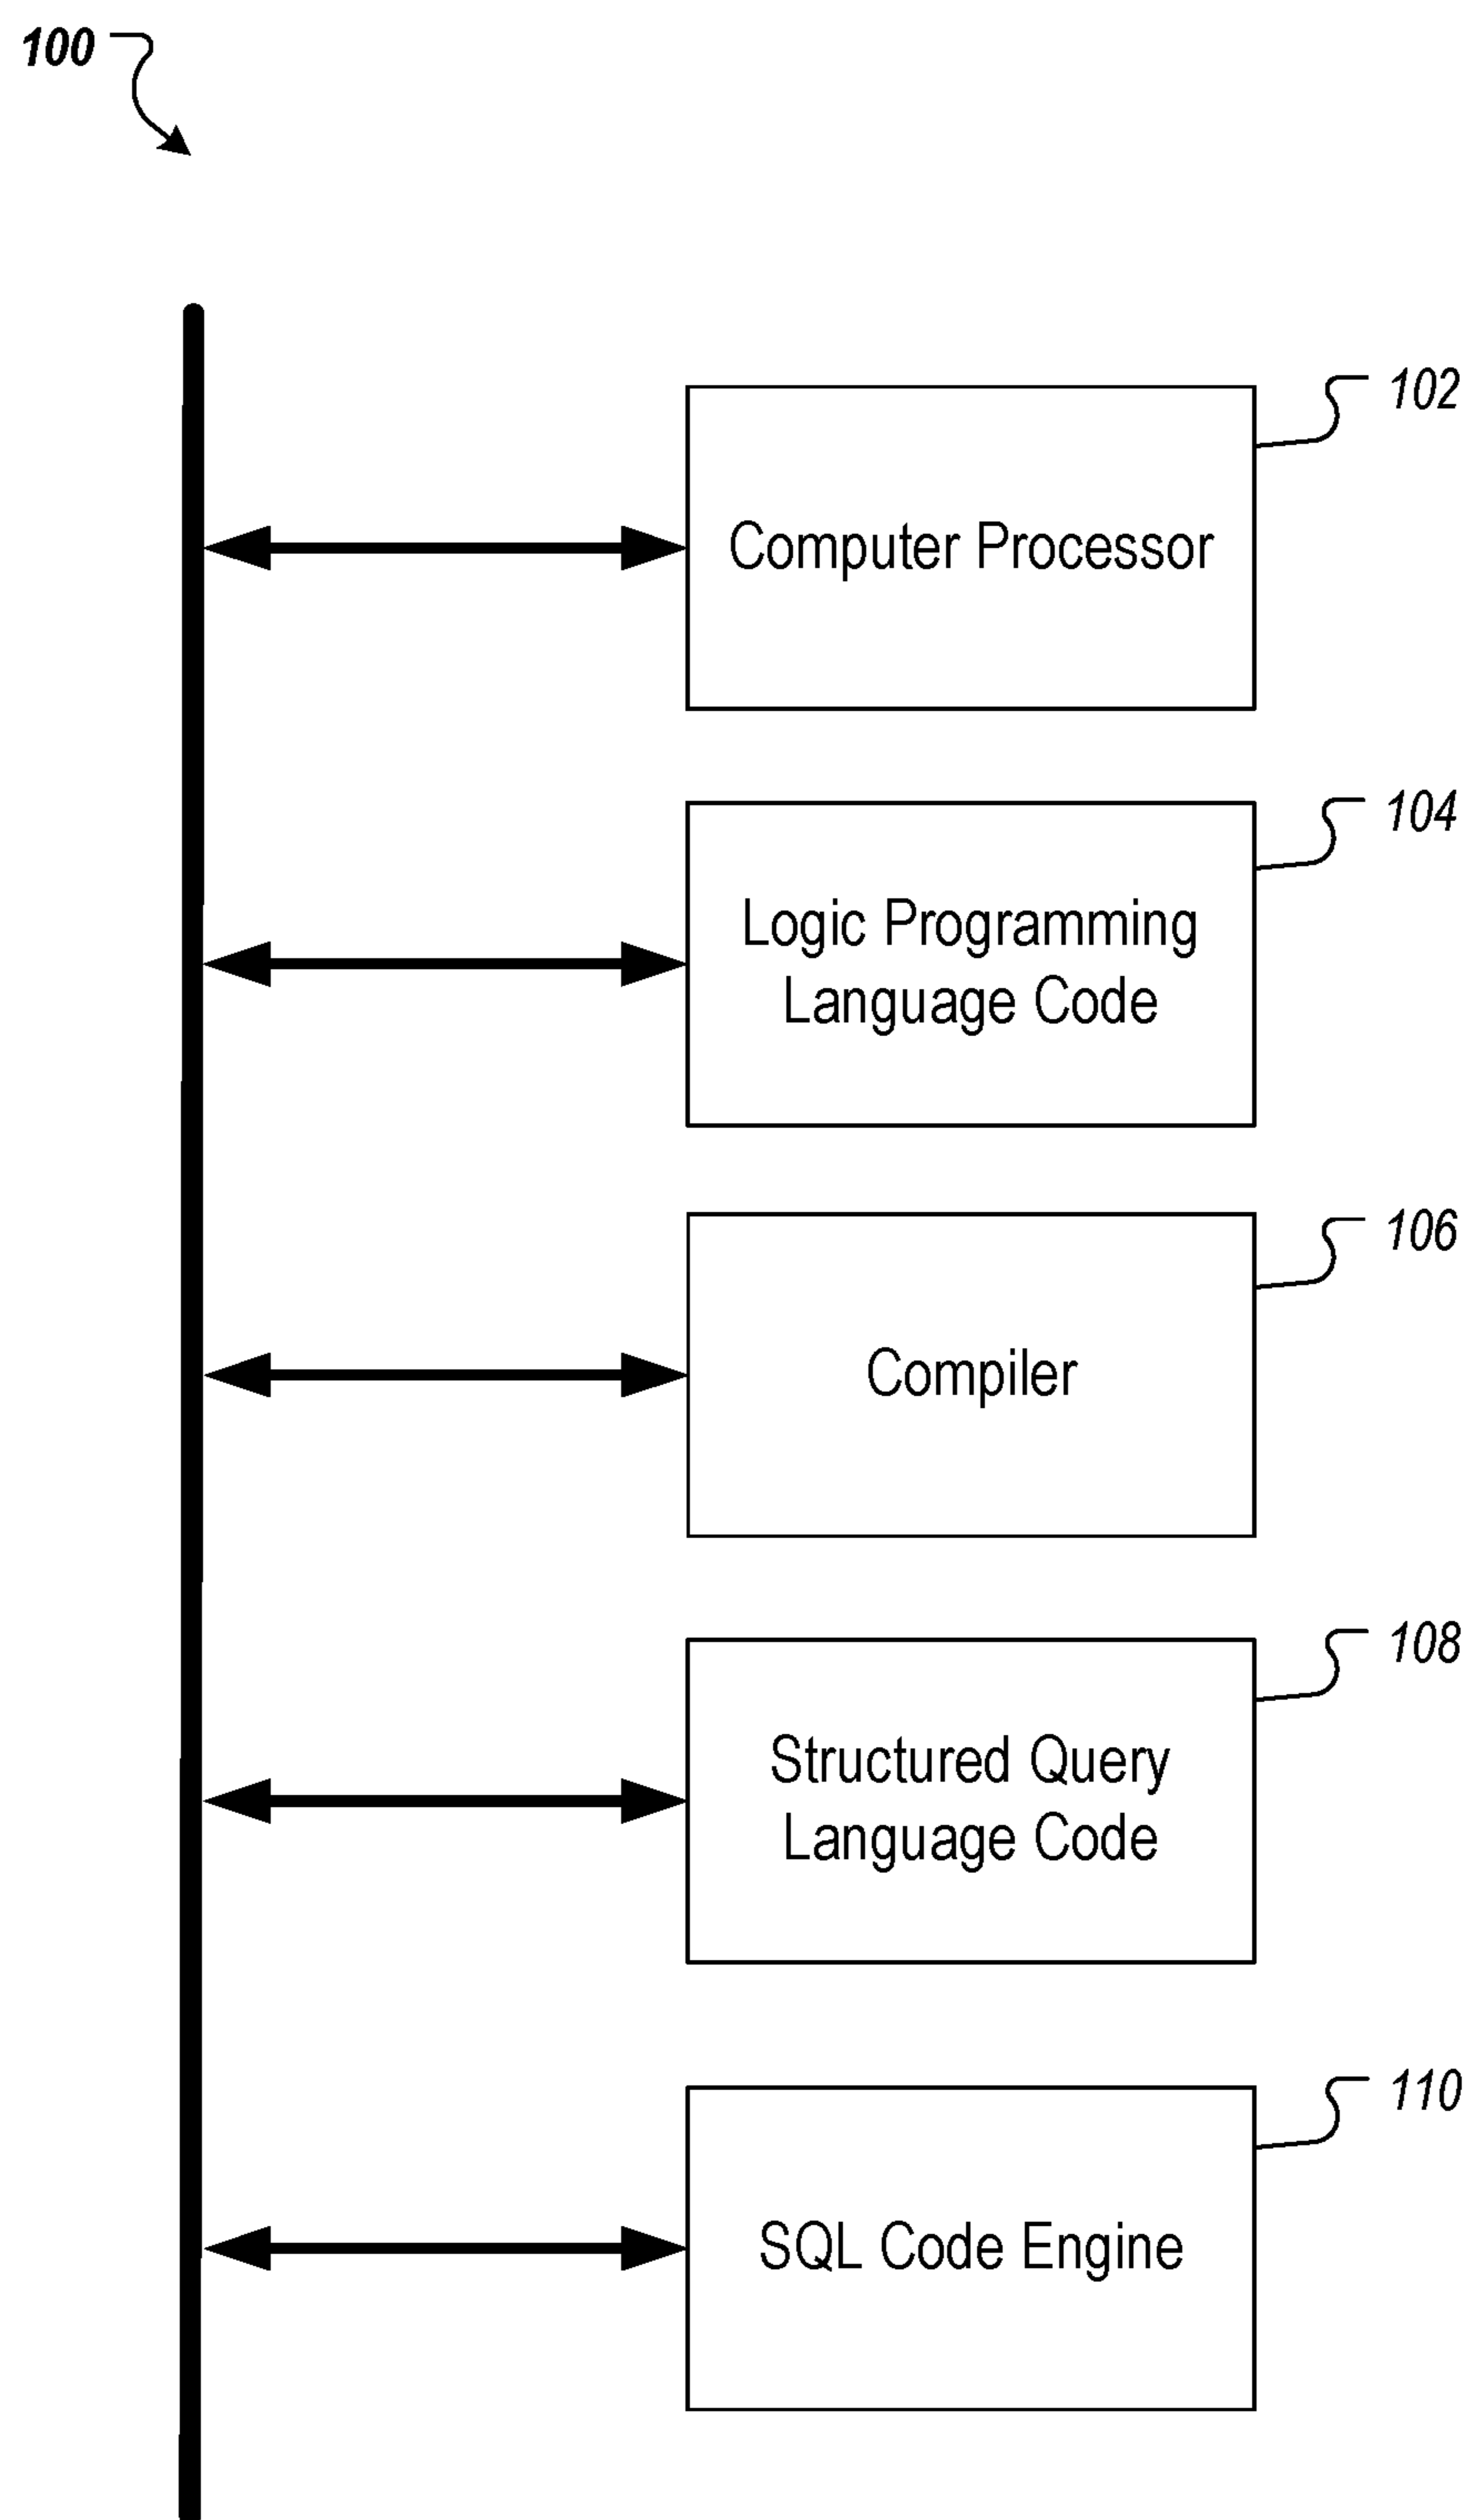 100
102
Computer Processor
104
Logic Programming
Language Code
106
Compiler
108
Structured Query
Language Code
110
SQL Code Engine